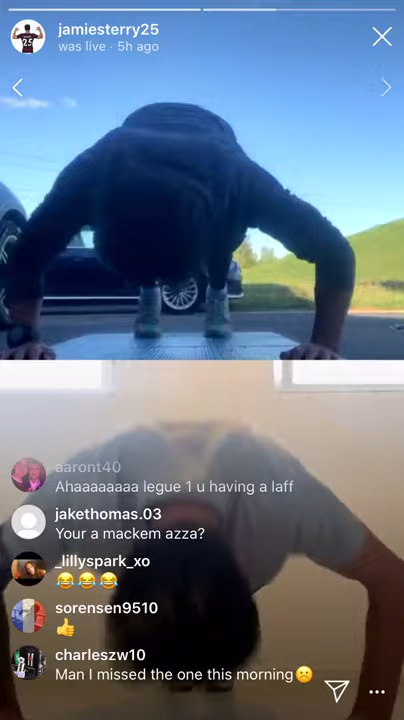 jamiesterry25
was live · 5h ago
aaront40
Ahaaaaaaaa legue 1 u having a laff
jakethomas.03
Your a mackem azza?
_lillyspark_xo
😂😂😂
sorensen9510
👍
charleszw10
Man I missed the one this morning☹️